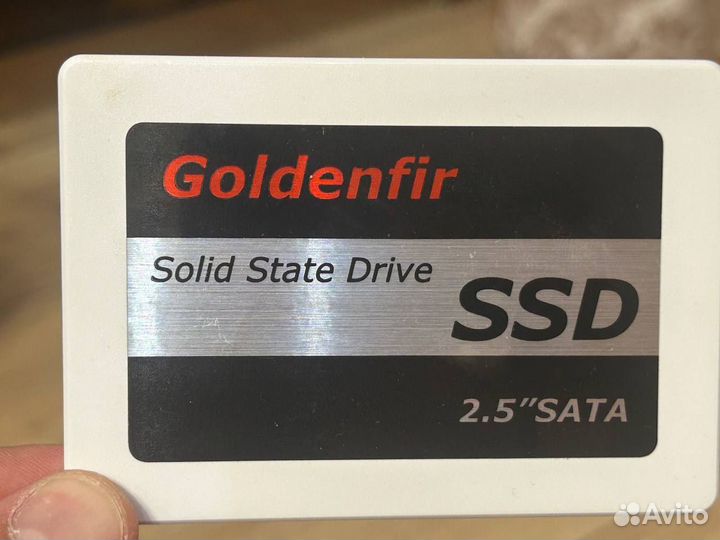 Goldenfir
Solid State Drive
SSD
2.5″SATA
Avito